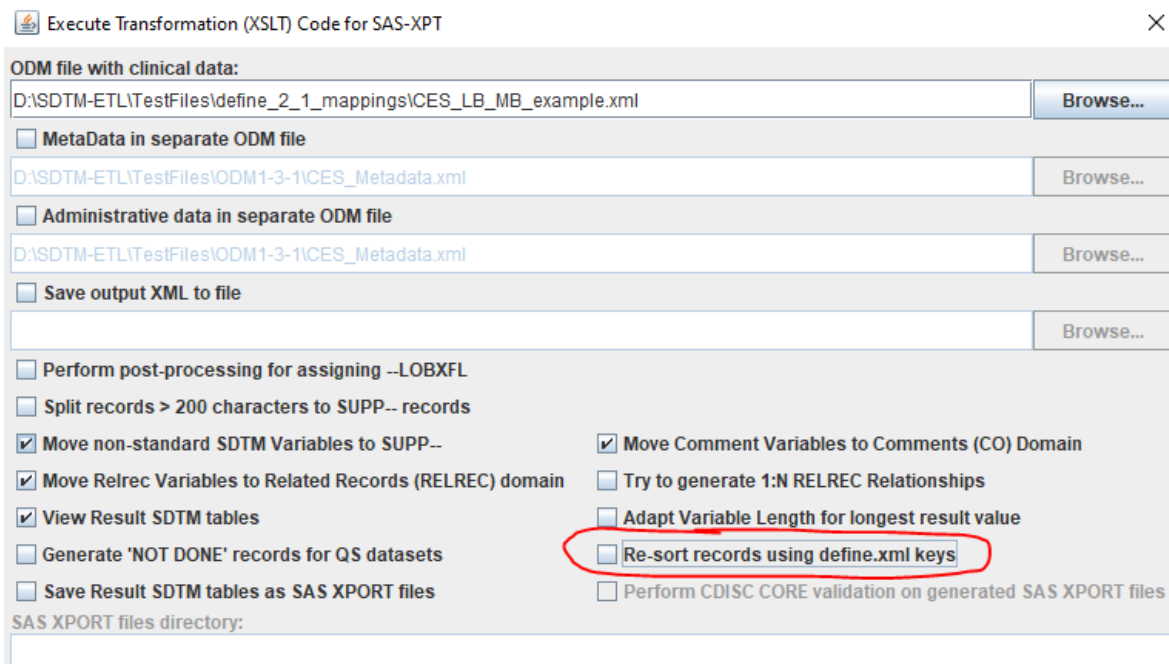 Execute Transformation (XSLT) Code for SAS-XPT
ODM file with clinical data:
D:\SDTM-ETL\TestFiles\define_2_1_mappings\CES_LB_MB_example.xml Browse...
MetaData in separate ODM file
D:\SDTM-ETL\TestFiles\ODM1-3-1\CES_Metadata.xml Browse...
Administrative data in separate ODM file
D:\SDTM-ETL\TestFiles\ODM1-3-1\CES_Metadata.xml Browse...
Save output XML to file
Browse...
Perform post-processing for assigning --LOBXFL
Split records > 200 characters to SUPP-- records
Move non-standard SDTM Variables to SUPP-- Move Comment Variables to Comments (CO) Domain
Move Relrec Variables to Related Records (RELREC) domain Try to generate 1:N RELREC Relationships
View Result SDTM tables Adapt Variable Length for longest result value
Generate 'NOT DONE' records for QS datasets Re-sort records using define.xml keys
Save Result SDTM tables as SAS XPORT files Perform CDISC CORE validation on generated SAS XPORT files
SAS XPORT files directory: